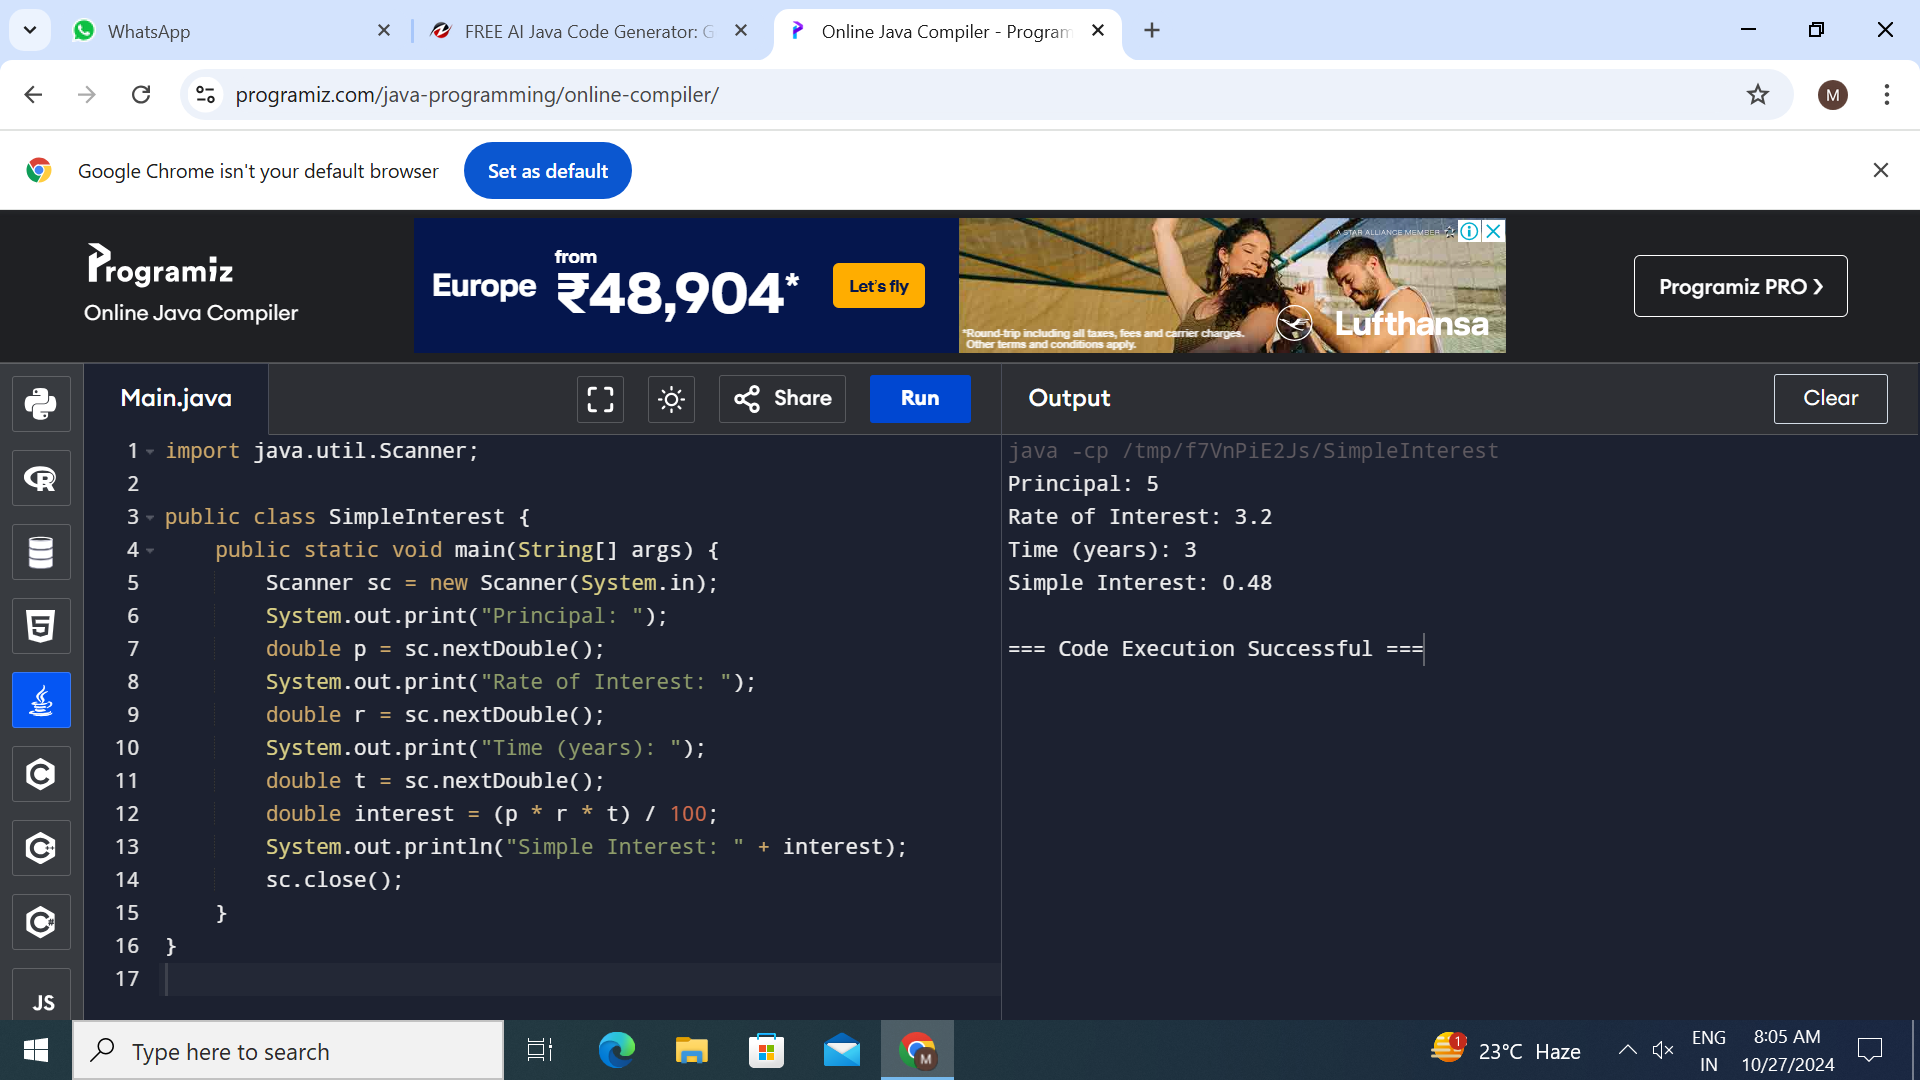 WhatsApp
FREE AI Java Code Generator: G
Online Java Compiler - Program
programiz.com/java-programming/online-compiler/
M
Google Chrome isn't your default browser
Set as default
Programiz
Online Java Compiler
Europe
from
₹48,904*
Let's fly
A STAR ALLIANCE MEMBER
*Round-trip including all taxes, fees and carrier charges.
Other terms and conditions apply.
Lufthansa
Programiz PRO ❯
Main.java
Share
Run
Output
Clear
1 import java.util.Scanner;
2
3 public class SimpleInterest {
4 public static void main(String[] args) {
5 Scanner sc = new Scanner(System.in);
6 System.out.print("Principal: ");
7 double p = sc.nextDouble();
8 System.out.print("Rate of Interest: ");
9 double r = sc.nextDouble();
10 System.out.print("Time (years): ");
11 double t = sc.nextDouble();
12 double interest = (p * r * t) / 100;
13 System.out.println("Simple Interest: " + interest);
14 sc.close();
15 }
16 }
17
java -cp /tmp/f7VnPiE2Js/SimpleInterest
Principal: 5
Rate of Interest: 3.2
Time (years): 3
Simple Interest: 0.48
=== Code Execution Successful ===
R
5
C
C
C#
JS
Type here to search
M
1
23°C Haze
ENG
IN
8:05 AM
10/27/2024